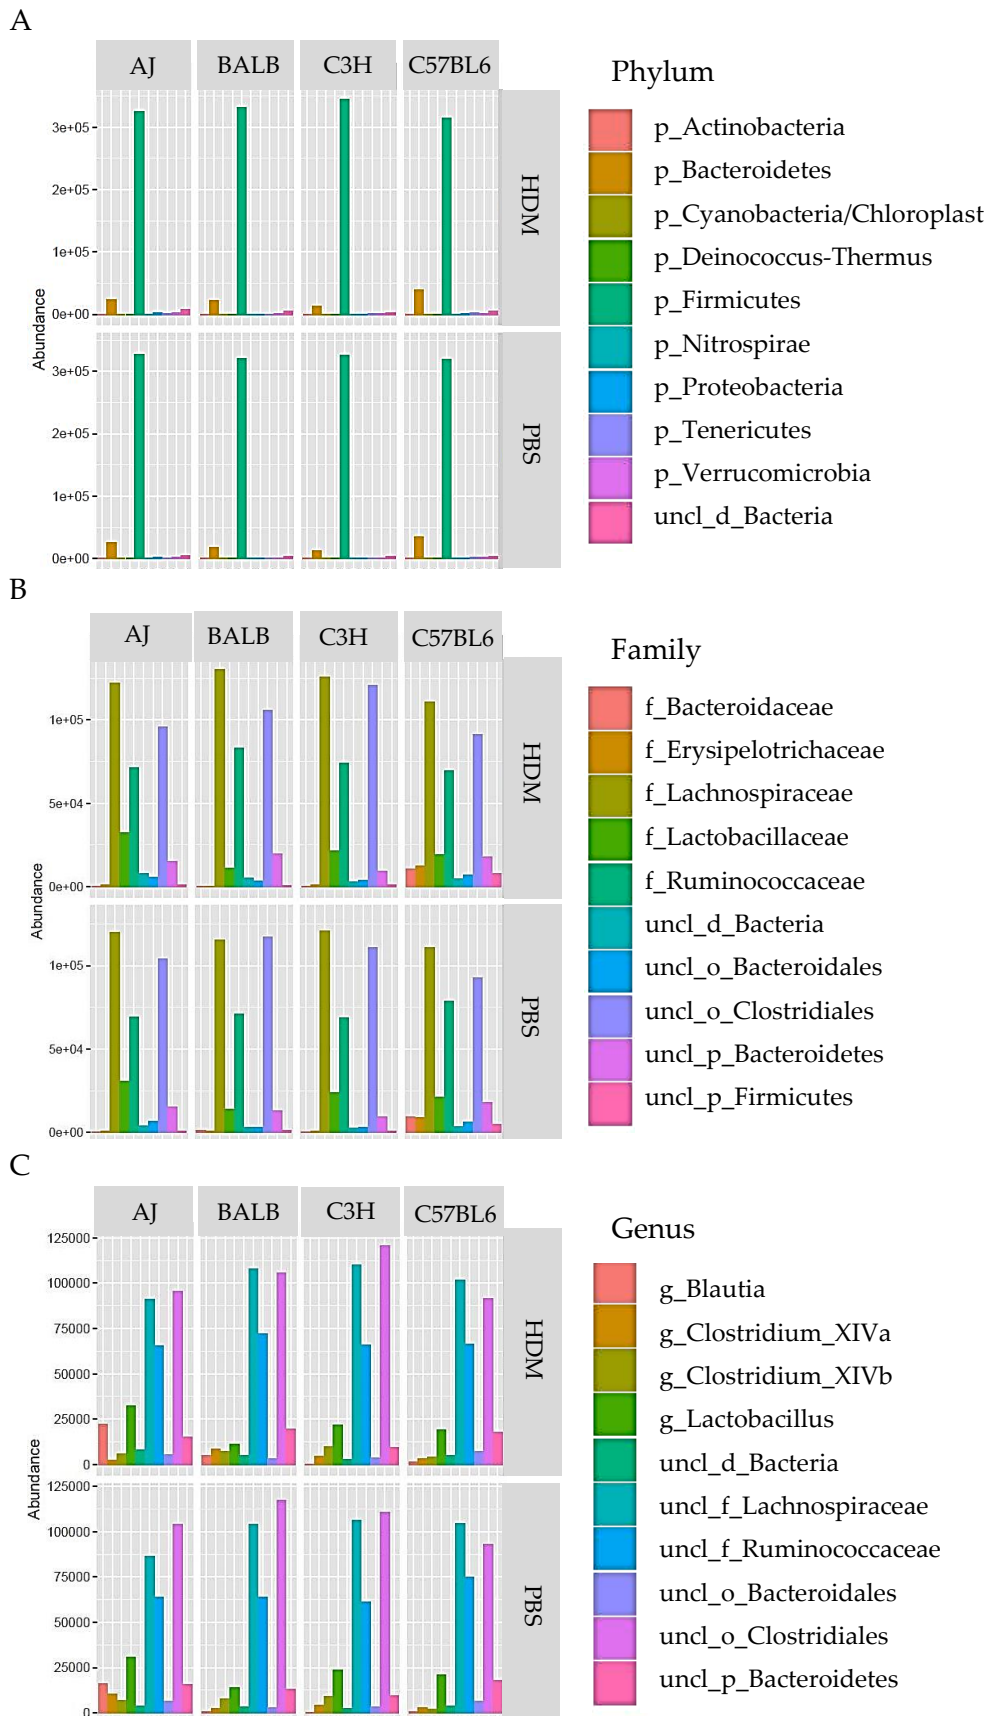 A
AJ BALB C3H C57BL6
Phylum
3e+05
2e+05
1e+05
0e+00
HDM
Abundance
3e+05
2e+05
1e+05
0e+00
PBS
p_Actinobacteria
p_Bacteroidetes
p_Cyanobacteria/Chloroplast
p_Deinococcus-Thermus
p_Firmicutes
p_Nitrospirae
p_Proteobacteria
p_Tenericutes
p_Verrucomicrobia
uncl_d_Bacteria
B
AJ BALB C3H C57BL6
Family
1e+05
5e+04
0e+00
HDM
Abundance
1e+05
5e+04
0e+00
PBS
f_Bacteroidaceae
f_Erysipelotrichaceae
f_Lachnospiraceae
f_Lactobacillaceae
f_Ruminococcaceae
uncl_d_Bacteria
uncl_o_Bacteroidales
uncl_o_Clostridiales
uncl_p_Bacteroidetes
uncl_p_Firmicutes
C
AJ BALB C3H C57BL6
Genus
125000
100000
75000
50000
25000
0
HDM
Abundance
125000
100000
75000
50000
25000
0
PBS
g_Blautia
g_Clostridium_XIVa
g_Clostridium_XIVb
g_Lactobacillus
uncl_d_Bacteria
uncl_f_Lachnospiraceae
uncl_f_Ruminococcaceae
uncl_o_Bacteroidales
uncl_o_Clostridiales
uncl_p_Bacteroidetes